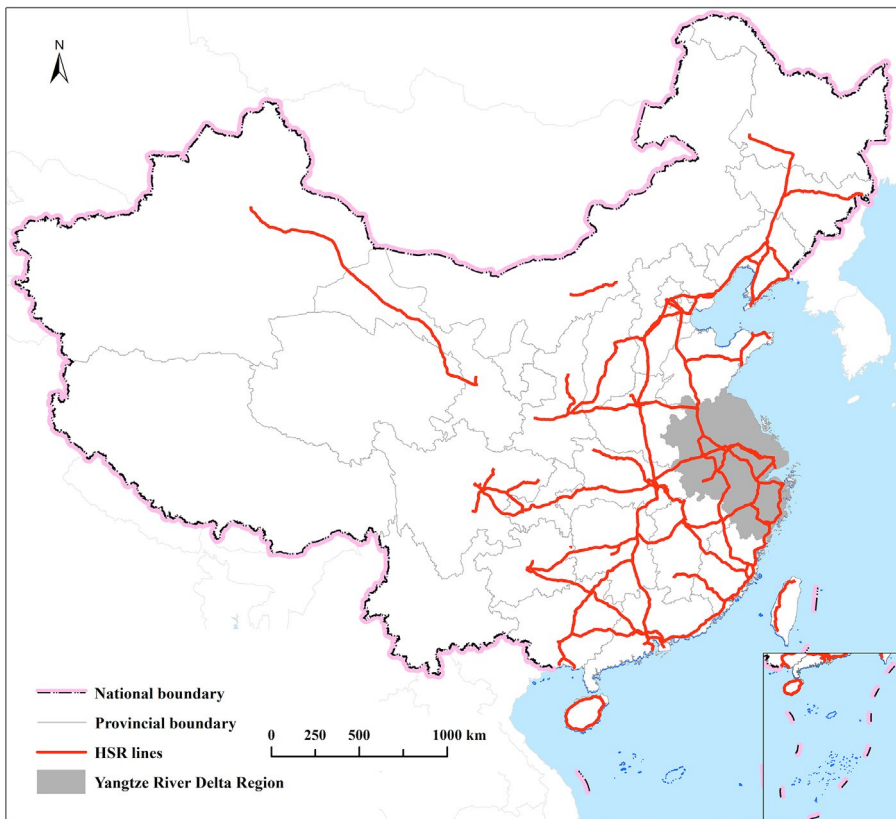 N
National boundary
Provincial boundary
HSR lines
Yangtze River Delta Region
0 250 500 1000 km